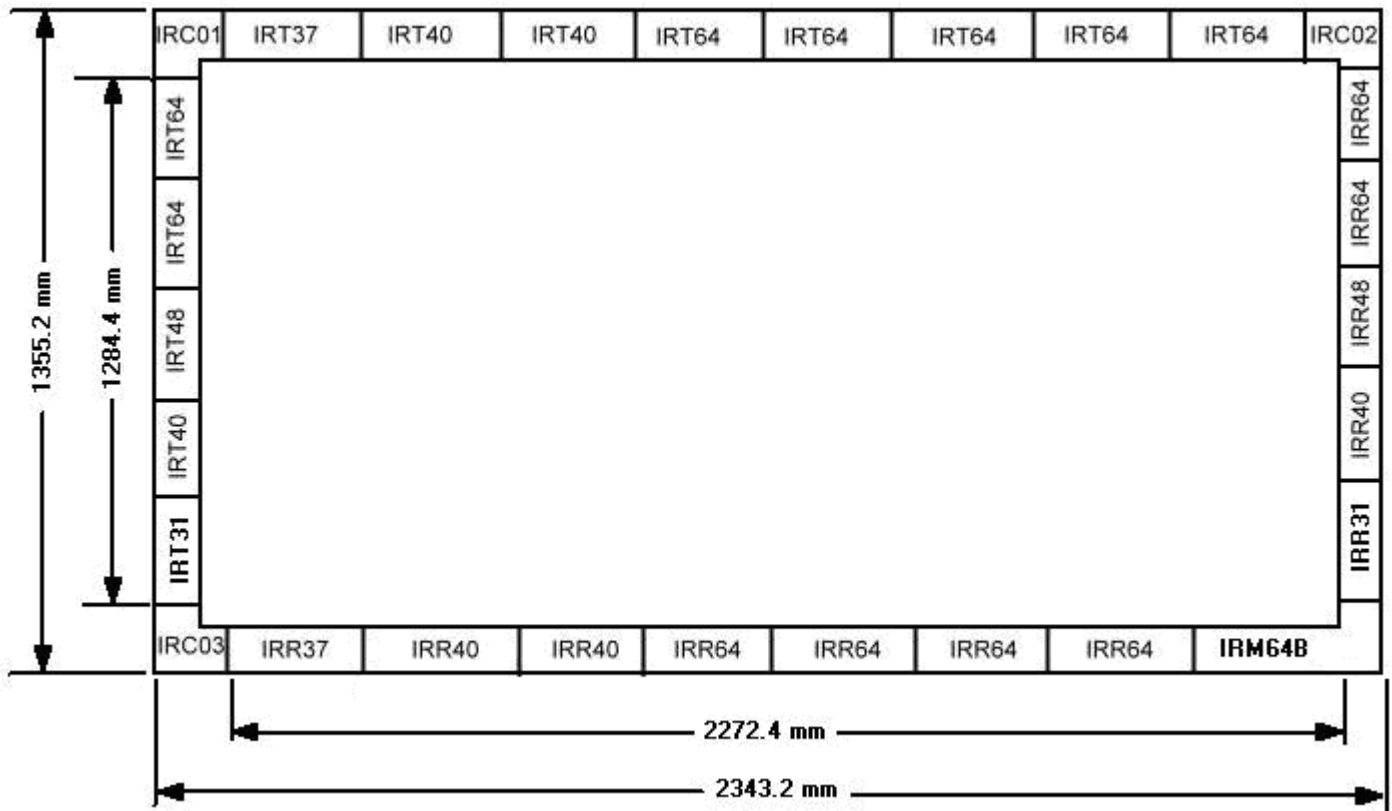 IRC01 IRT37 IRT40 IRT40 IRT64 IRT64 IRT64 IRT64 IRT64 IRC02
1355.2 mm
1284.4 mm
IRT64
IRT64
IRT48
IRT40
IRT31
IRR64
IRR64
IRR48
IRR40
IRR31
IRC03 IRR37 IRR40 IRR40 IRR64 IRR64 IRR64 IRR64 IRM64B
2272.4 mm
2343.2 mm